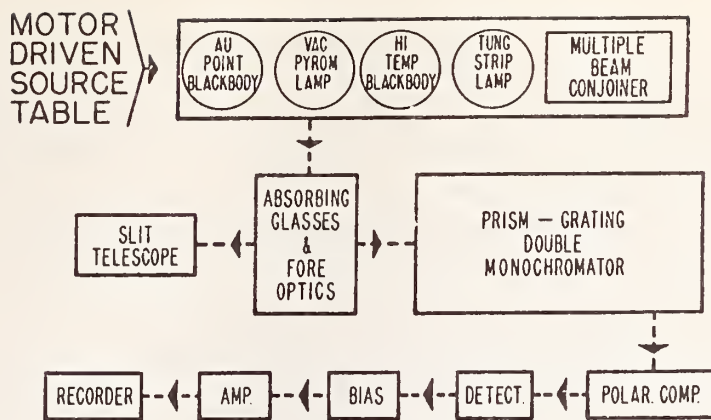 MOTOR
DRIVEN
SOURCE
TABLE
AU
POINT
BLACKBODY
VAC
PYROM
LAMP
HI
TEMP
BLACKBODY
TUNG
STRIP
LAMP
MULTIPLE
BEAM
CONJOINER
SLIT
TELESCOPE
ABSORBING
GLASSES
&
FORE
OPTICS
PRISM — GRATING
DOUBLE
MONOCHROMATOR
RECORDER
AMP.
BIAS
DETECT.
POLAR. COMP.